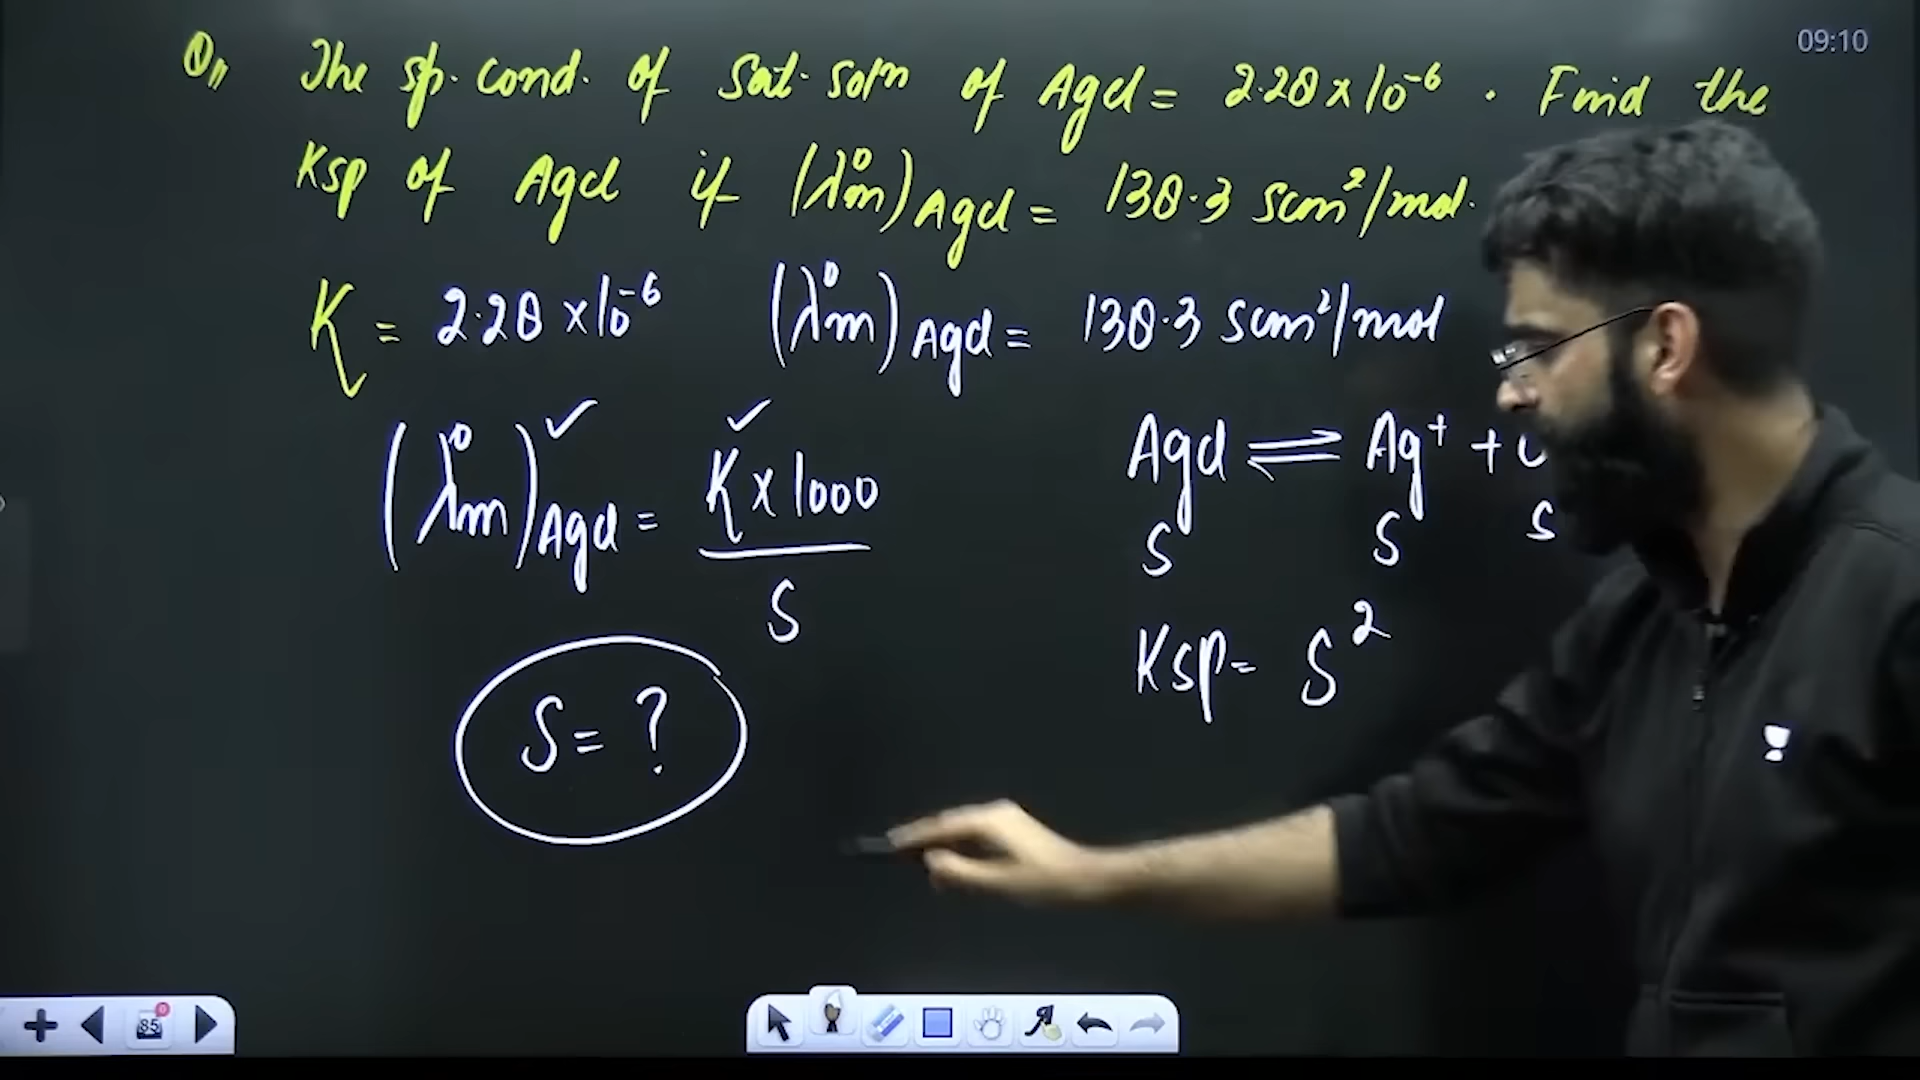 Q,, The sp. cond. of sat. solⁿ of Agcl = 2.28 x 10⁻⁶ . Find the
Ksp of Agcl if (λ°m) Agcl = 138.3 Scm²/mol.
K = 2.28 x 10⁻⁶ (λ°m) Agcl = 138.3 Scm²/mol
(λ°m) Agcl = K x 1000 / S
Agcl ⇌ Ag⁺ +
S S S
Ksp = S²
S = ?
09:10
85
0